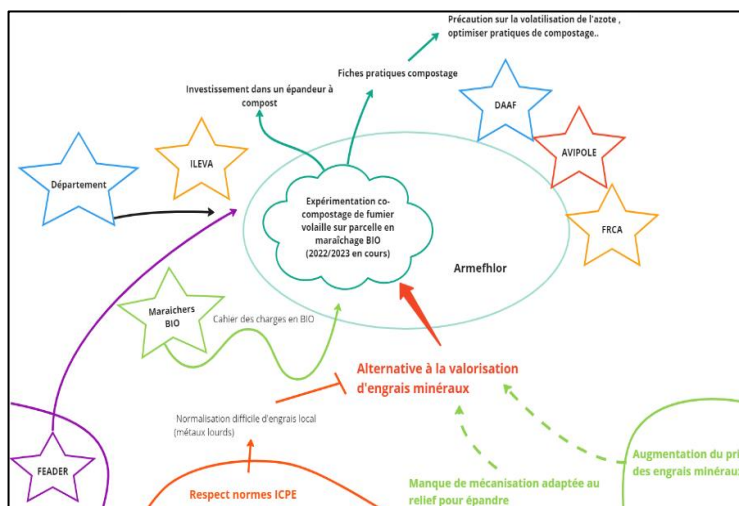 Précaution sur la volatilisation de l'azote ,
optimiser pratiques de compostage..
Fiches pratiques compostage
Investissement dans un épandeur à
compost
DAAF
ILEVA
AVIPOLE
Département
Expérimentation co-
compostage de fumier
volaille sur parcelle en
maraîchage BIO
(2022/2023 en cours)
FRCA
Armefhlor
Maraîchers
BIO
Cahier des charges en BIO
Alternative à la valorisation
d'engrais minéraux
Normalisation difficile d'engrais local
(métaux lourds)
FEADER
Augmentation du pri
des engrais minéraux
Respect normes ICPE
Manque de mécanisation adaptée au
relief pour épandre